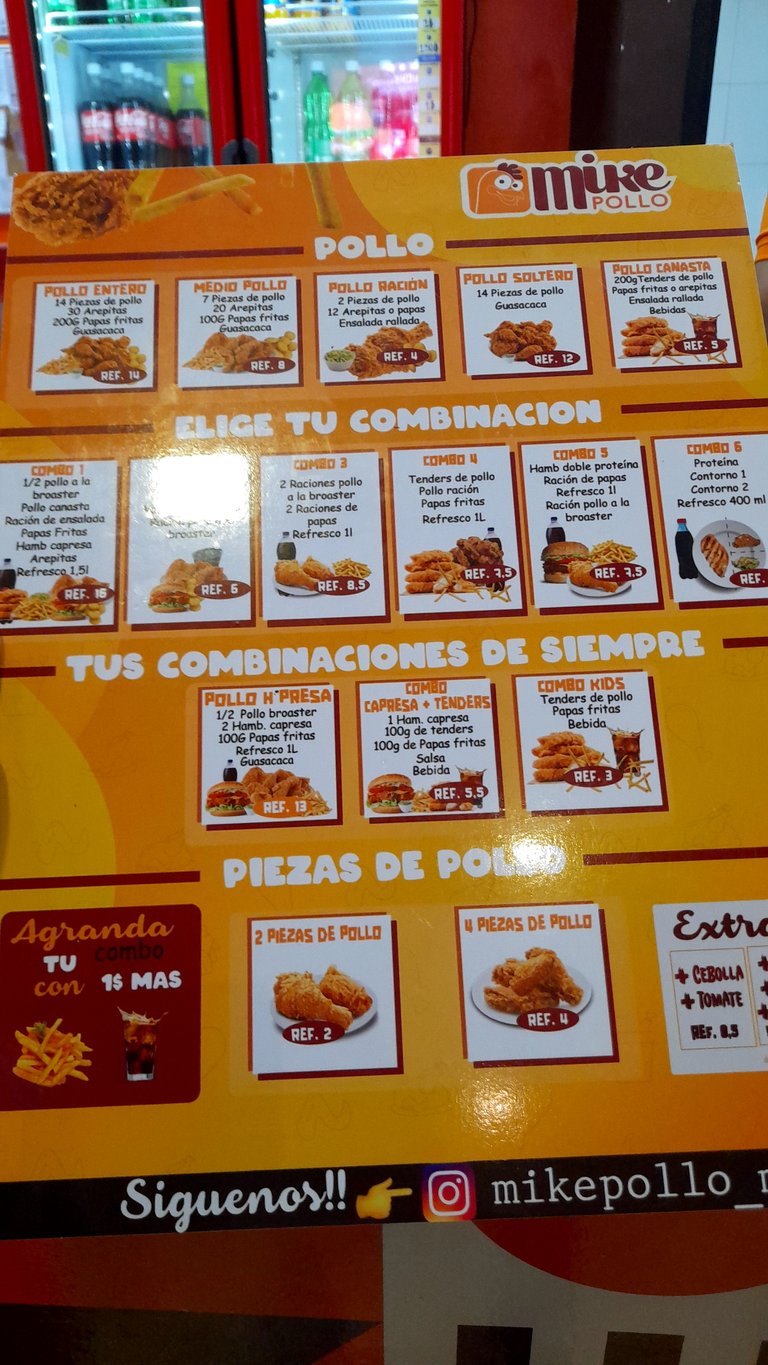 mike
POLLO
POLLO
POLLO ENTERO
14 Piezas de pollo
30 Arepitas
200G Papas fritas
Guasacaca
REF. 14
MEDIO POLLO
7 Piezas de pollo
20 Arepitas
100G Papas fritas
Guasacaca
REF. 8
POLLO RACIÓN
2 Piezas de pollo
12 Arepitas o papas
Ensalada rallada
REF. 4
POLLO SOLTERO
14 Piezas de pollo
Guasacaca
REF. 12
POLLO CANASTA
200g Tenders de pollo
Papas fritas o arepitas
Ensalada rallada
Bebidas
REF. 5
ELIGE TU COMBINACION
COMBO 1
1/2 pollo a la
broaster
Pollo canasta
Ración de ensalada
Papas Fritas
Hamb capresa
Arepitas
Refresco 1,5l
REF. 16
broaster
REF. 6
COMBO 3
2 Raciones pollo
a la broaster
2 Raciones de
papas
Refresco 1l
REF. 8,5
COMBO 4
Tenders de pollo
Pollo ración
Papas fritas
Refresco 1L
REF. 7,5
COMBO 5
Hamb doble proteína
Ración de papas
Refresco 1l
Ración pollo a la
broaster
REF. 7,5
COMBO 6
Proteína
Contorno 1
Contorno 2
Refresco 400 ml
REF.
TUS COMBINACIONES DE SIEMPRE
POLLO K'PRESA
1/2 Pollo broaster
2 Hamb. capresa
100G Papas fritas
Refresco 1L
Guasacaca
REF. 13
COMBO
CAPRESA + TENDERS
1 Ham. capresa
100g de tenders
100g de Papas fritas
Salsa
Bebida
REF. 5,5
COMBO KIDS
Tenders de pollo
Papas fritas
Bebida
REF. 3
PIEZAS DE POLLO
Agranda
TU combo
con 1$ MAS
2 PIEZAS DE POLLO
REF. 2
4 PIEZAS DE POLLO
REF. 4
Extra
+ CEBOLLA
+ TOMATE
REF. 0,5
Siguenos!! mikepollo_